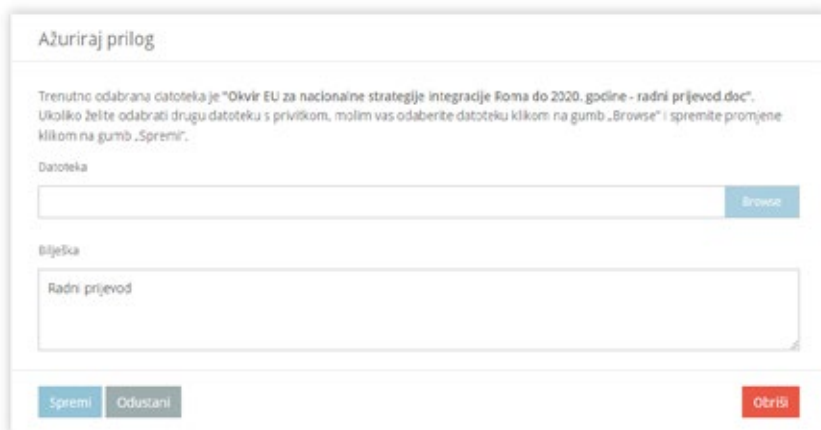 Ažuriraj prilog
Trenutno odabrana datoteka je "Okvir EU za nacionalne strategije integracije Roma do 2020. godine - radni prijevod.doc".
Ukoliko želite odabrati drugu datoteku s privitkom, molim vas odaberite datoteku klikom na gumb „Browse" i spremite promjene
klikom na gumb „Spremi".
Datoteka
Browse
Bilješka
Radni prijevod
Spremi Odustani Obriši